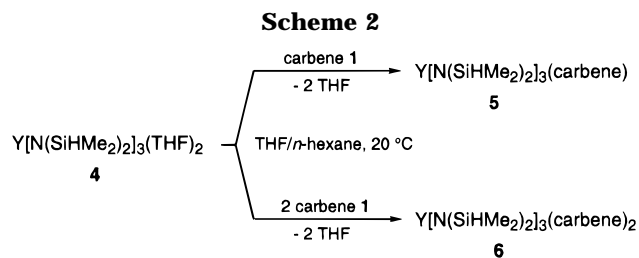 Scheme 2
carbene 1
- 2 THF
Y[N(SiHMe₂)₂]₃(carbene)
5
Y[N(SiHMe₂)₂]₃(THF)₂
4
THF/n-hexane, 20 °C
2 carbene 1
- 2 THF
Y[N(SiHMe₂)₂]₃(carbene)₂
6